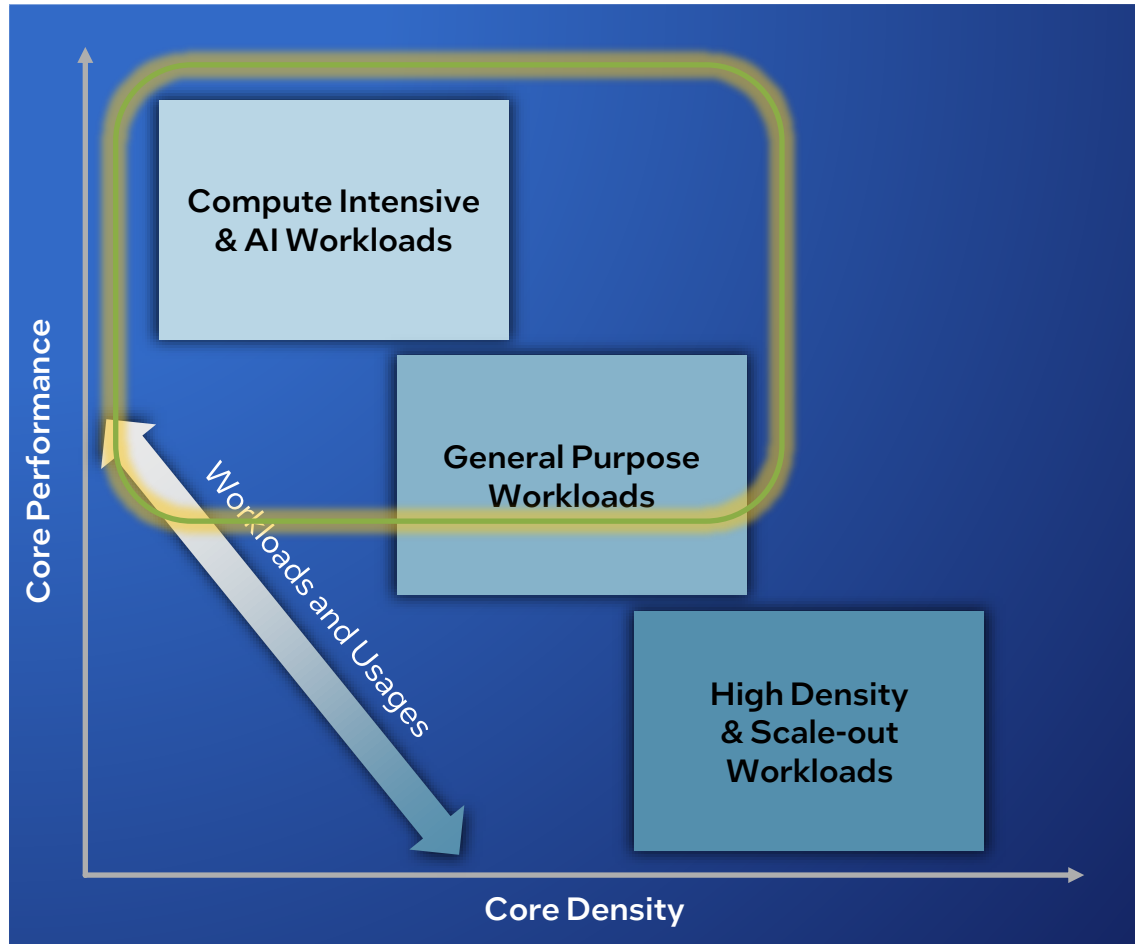 Compute Intensive
& AI Workloads
General Purpose
Workloads
High Density
& Scale-out
Workloads
Workloads and Usages
Core Performance
Core Density